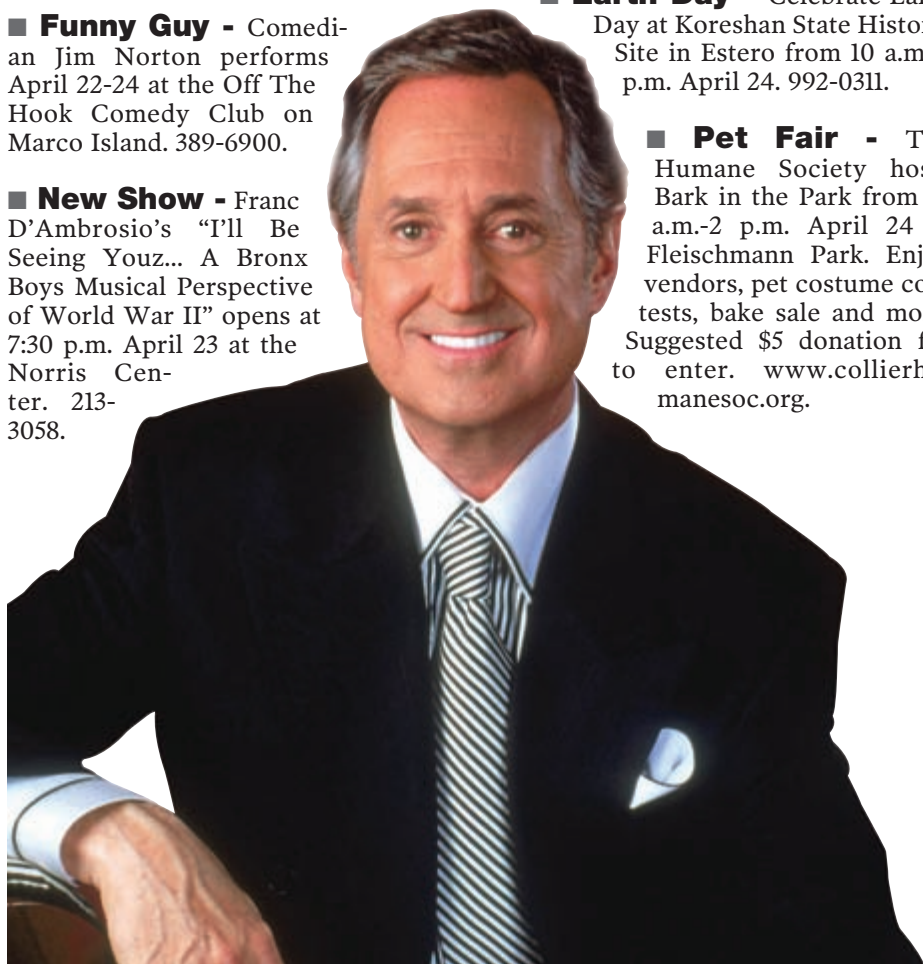 ■ Funny Guy - Comedi-
an Jim Norton performs
April 22-24 at the Off The
Hook Comedy Club on
Marco Island. 389-6900.
■ New Show - Franc
D'Ambrosio's “I'll Be
Seeing Youz... A Bronx
Boys Musical Perspective
of World War II” opens at
7:30 p.m. April 23 at the
Norris Cen-
ter. 213-
3058.
■ Earth Day - Celebrate
Day at Koreshan State
Site in Estero from 10
p.m. April 24. 992-0311.
■ Pet Fair -
Humane Society
Bark in the Park from
a.m.-2 p.m. April 24
Fleischmann Park.
vendors, pet costume
tests, bake sale and
Suggested $5 donation
to enter.
manesoc.org.